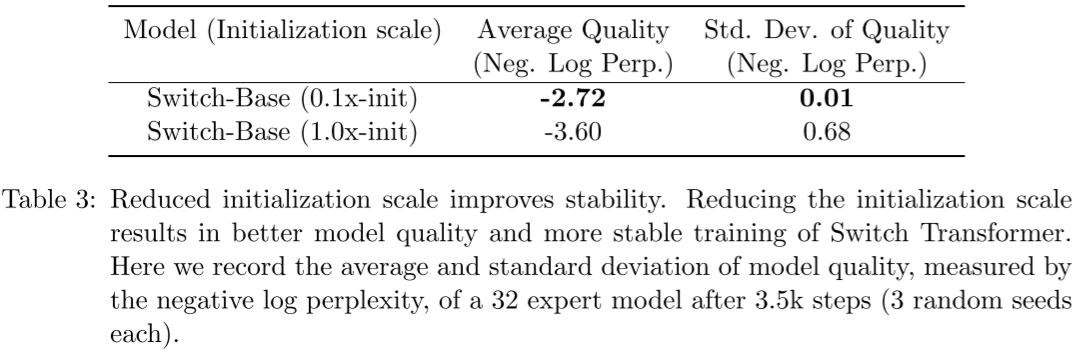 Model (Initialization scale) Average Quality Std. Dev. of Quality
(Neg. Log Perp.) (Neg. Log Perp.)
Switch-Base (0.1x-init) -2.72 0.01
Switch-Base (1.0x-init) -3.60 0.68
Table 3: Reduced initialization scale improves stability. Reducing the initialization scale
results in better model quality and more stable training of Switch Transformer.
Here we record the average and standard deviation of model quality, measured by
the negative log perplexity, of a 32 expert model after 3.5k steps (3 random seeds
each).